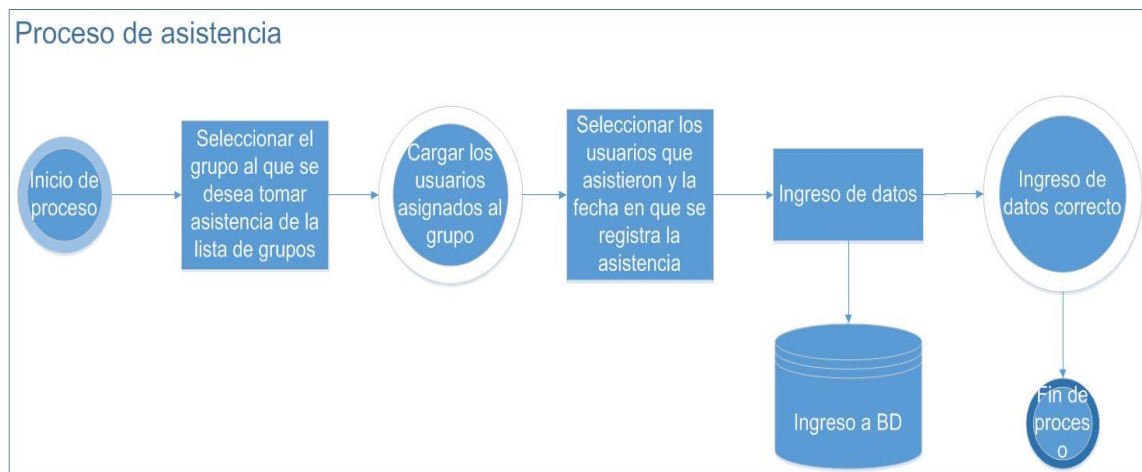 Proceso de asistencia
Inicio de
proceso
Seleccionar el
grupo al que se
desea tomar
asistencia de la
lista de grupos
Cargar los
usuarios
asignados al
grupo
Seleccionar los
usuarios que
asistieron y la
fecha en que se
registra la
asistencia
Ingreso de datos
Ingreso de
datos correcto
Ingreso a BD
Fin de
proces
o